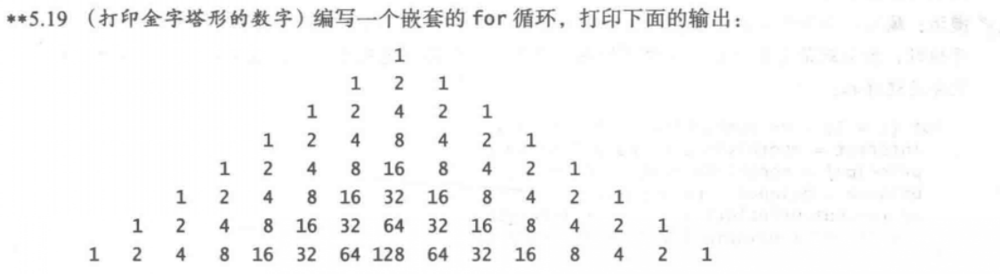 **5.19 （打印金字塔形的数字）编写一个嵌套的 for 循环，打印下面的输出：
1
1 2 1
1 2 4 2 1
1 2 4 8 4 2 1
1 2 4 8 16 8 4 2 1
1 2 4 8 16 32 16 8 4 2 1
1 2 4 8 16 32 64 32 16 8 4 2 1
1 2 4 8 16 32 64 128 64 32 16 8 4 2 1